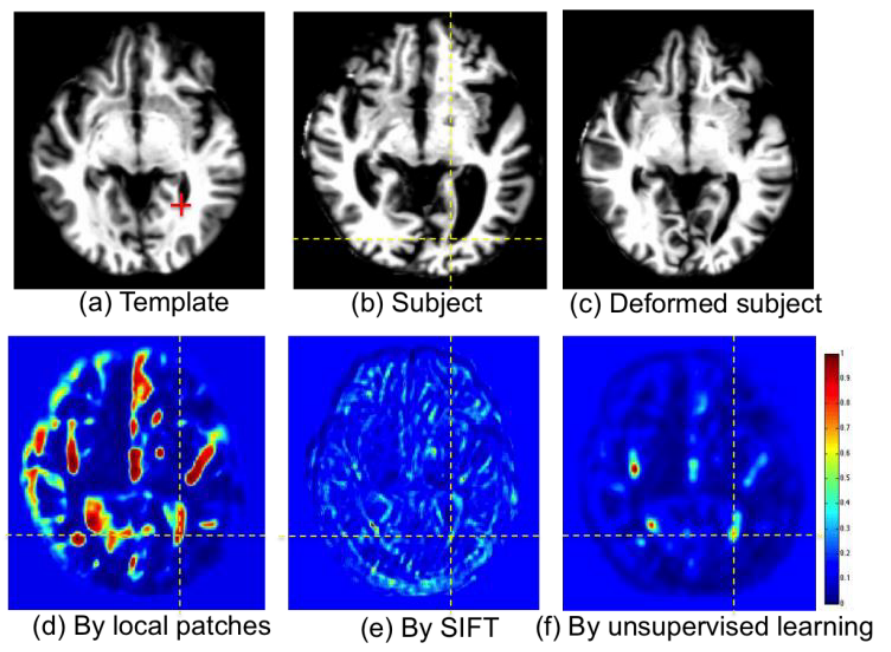 (a) Template
(b) Subject
(c) Deformed subject
1
0.9
0.8
0.7
0.6
0.5
0.4
0.3
0.2
0.1
0
(d) By local patches
(e) By SIFT
(f) By unsupervised learning